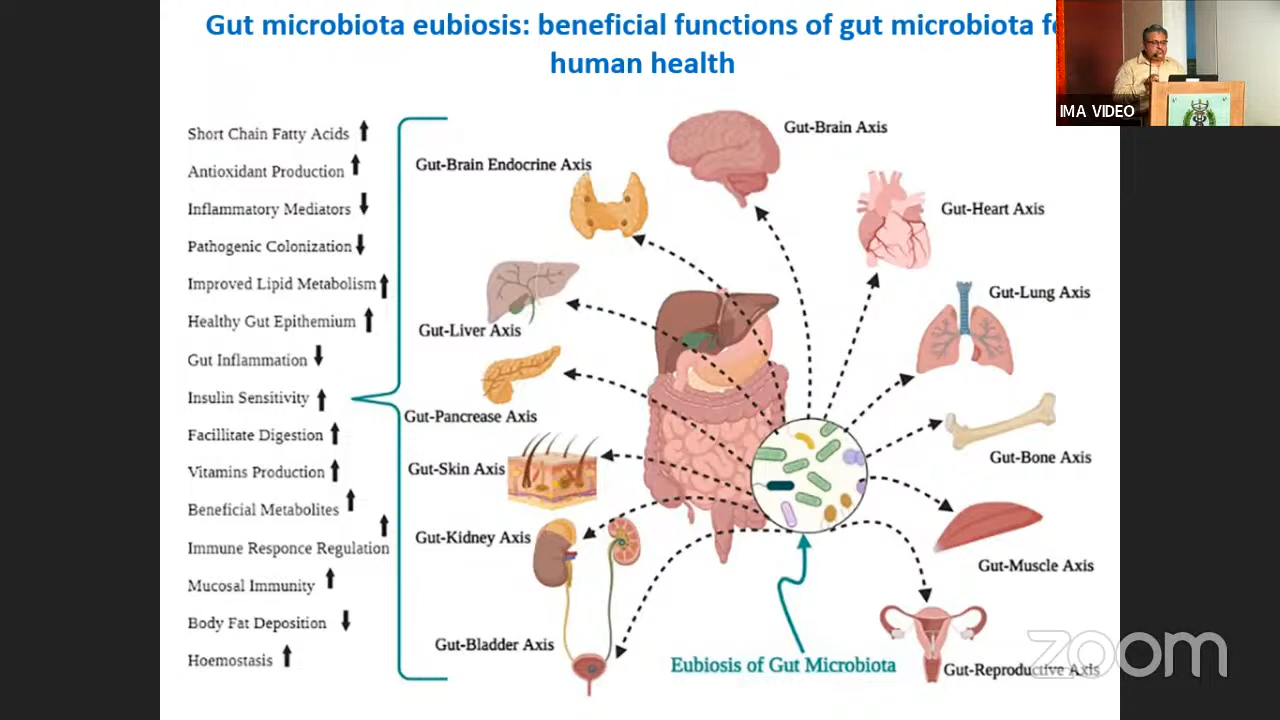 Gut microbiota eubiosis: beneficial functions of gut microbiota
human health
IMA VIDEO
Short Chain Fatty Acids
Antioxidant Production
Inflammatory Mediators
Pathogenic Colonization
Improved Lipid Metabolism
Healthy Gut Epithemium
Gut Inflammation
Insulin Sensitivity
Facillitate Digestion
Vitamins Production
Beneficial Metabolites
Immune Responce Regulation
Mucosal Immunity
Body Fat Deposition
Hoemostasis
Gut-Brain Axis
Gut-Brain Endocrine Axis
Gut-Heart Axis
Gut-Lung Axis
Gut-Liver Axis
Gut-Pancrease Axis
Gut-Bone Axis
Gut-Skin Axis
Gut-Kidney Axis
Gut-Muscle Axis
Gut-Bladder Axis
Eubiosis of Gut Microbiota
Gut-Reproductive Axis
zoom